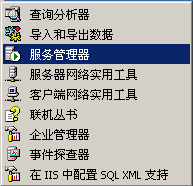 查询分析器
导入和导出数据
服务管理器
服务器网络实用工具
客户端网络实用工具
联机丛书
企业管理器
事件探查器
在 IIS 中配置 SQL XML 支持